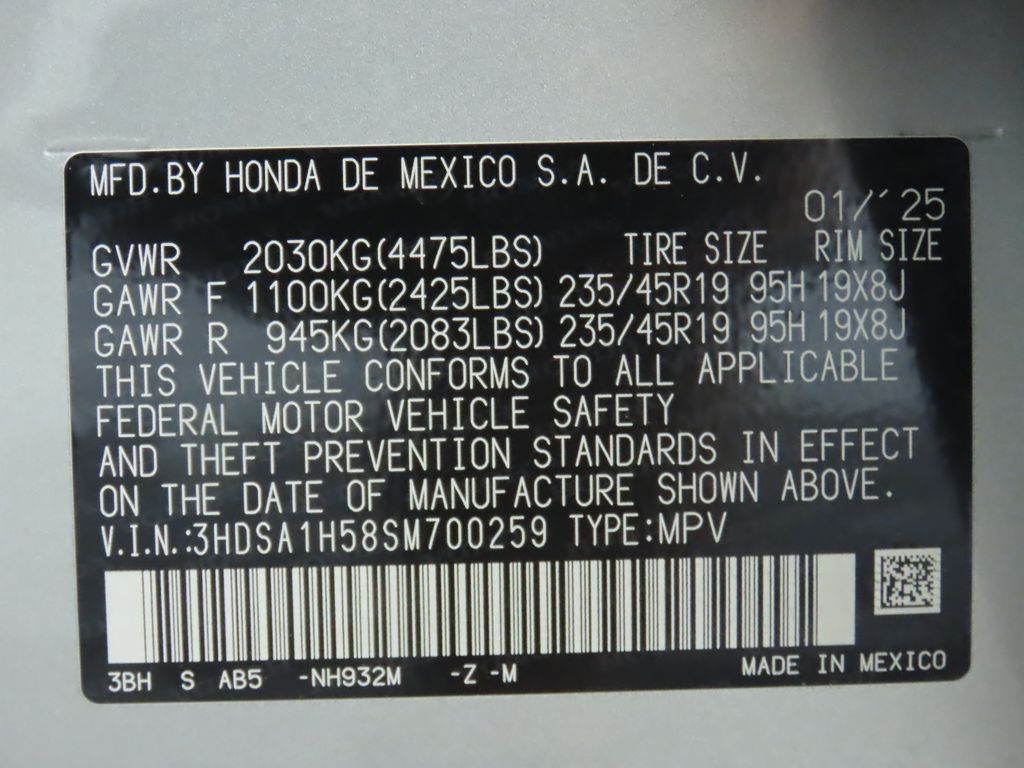 MFD.BY HONDA DE MEXICO S.A. DE C.V.
01/'25
GVWR 2030KG(4475LBS) TIRE SIZE RIM SIZE
GAWR F 1100KG(2425LBS) 235/45R19 95H 19X8J
GAWR R 945KG(2083LBS) 235/45R19 95H 19X8J
THIS VEHICLE CONFORMS TO ALL APPLICABLE
FEDERAL MOTOR VEHICLE SAFETY
AND THEFT PREVENTION STANDARDS IN EFFECT
ON THE DATE OF MANUFACTURE SHOWN ABOVE.
V.I.N.:3HDSA1H58SM700259 TYPE:MPV
3BH S AB5 -NH932M -Z -M MADE IN MEXICO